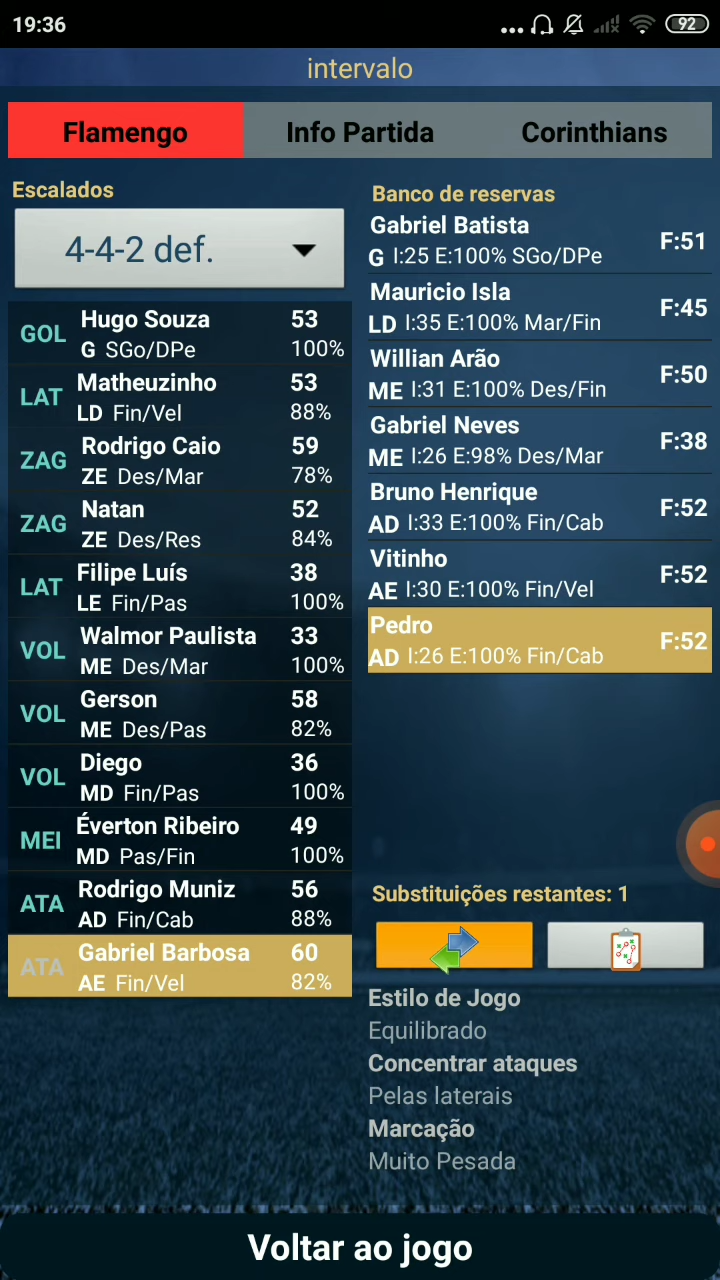 19:36
92
intervalo
Flamengo
Info Partida
Corinthians
Escalados
4-4-2 def.
GOL
Hugo Souza
53
G SGo/DPe
100%
LAT
Matheuzinho
53
LD Fin/Vel
88%
ZAG
Rodrigo Caio
59
ZE Des/Mar
78%
ZAG
Natan
52
ZE Des/Res
84%
LAT
Filipe Luís
38
LE Fin/Pas
100%
VOL
Walmor Paulista
33
ME Des/Mar
100%
VOL
Gerson
58
ME Des/Pas
82%
VOL
Diego
36
MD Fin/Pas
100%
MEI
Éverton Ribeiro
49
MD Pas/Fin
100%
ATA
Rodrigo Muniz
56
AD Fin/Cab
88%
ATA
Gabriel Barbosa
60
AE Fin/Vel
82%
Banco de reservas
Gabriel Batista
G I:25 E:100% SGo/DPe
F:51
Mauricio Isla
LD I:35 E:100% Mar/Fin
F:45
Willian Arão
ME I:31 E:100% Des/Fin
F:50
Gabriel Neves
ME I:26 E:98% Des/Mar
F:38
Bruno Henrique
AD I:33 E:100% Fin/Cab
F:52
Vitinho
AE I:30 E:100% Fin/Vel
F:52
Pedro
AD I:26 E:100% Fin/Cab
F:52
Substituições restantes: 1
Estilo de Jogo
Equilibrado
Concentrar ataques
Pelas laterais
Marcação
Muito Pesada
Voltar ao jogo